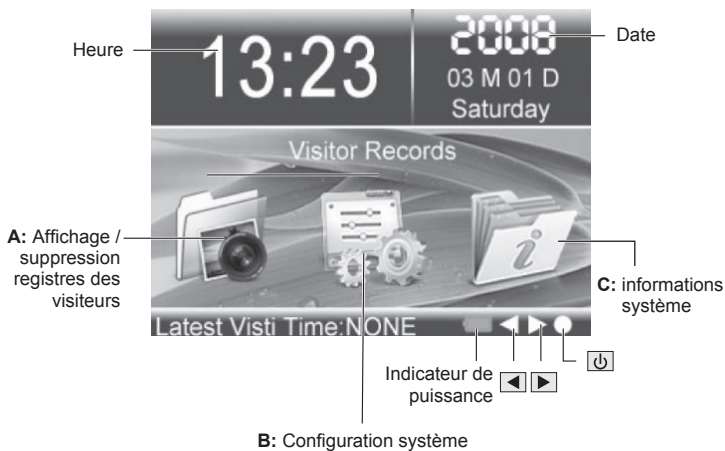 Heure
13:23
2008
Date
03 M 01 D
Saturday
Visitor Records
A: Affichage /
suppression
registres des
visiteurs
C: informations
système
Latest Visti Time:NONE
Indicateur de
puissance
B: Configuration système